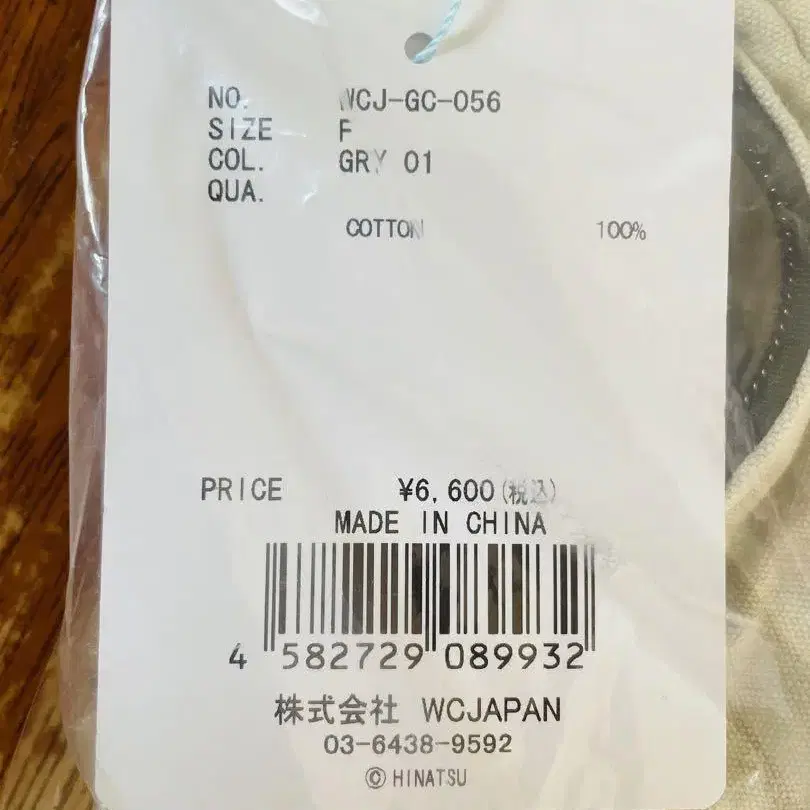 NO. WCJ-GC-056
SIZE F
COL. GRY 01
QUA.
COTTON 100%
PRICE ¥6,600(税込)
MADE IN CHINA
4 582729 089932
株式会社 WCJAPAN
03-6438-9592
© HINATSU